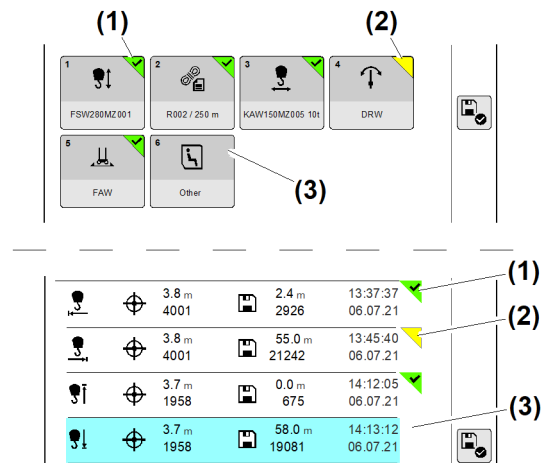 (1)
(2)
1
2
3
4
FSW280MZ001
R002 / 250 m
KAW150MZ005 10t
DRW
5
6
(3)
FAW
Other
(1)
3.8 m
2.4 m
13:37:37
4001
2926
06.07.21
(2)
3.8 m
55.0 m
13:45:40
4001
21242
06.07.21
3.7 m
0.0 m
14:12:05
1958
675
06.07.21
(3)
3.7 m
58.0 m
14:13:12
1958
19081
06.07.21